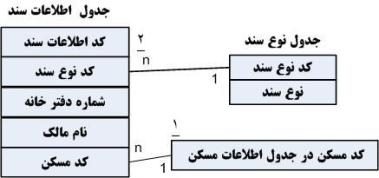 جدول اطلاعات سند
کد اطلاعات سند
کد نوع سند
شماره دفتر خانه
نام مالک
کد مسکن
۲
n
1
جدول نوع سند
کد نوع سند
نوع سند
۱
n
1
کد مسکن در جدول اطلاعات مسکن